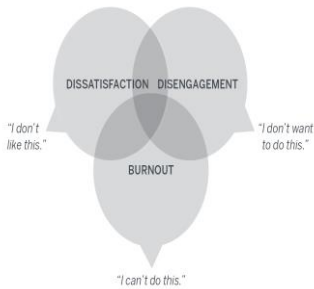 DISSATISFACTION DISENGAGEMENT
"I don't
like this."
"I don't want
to do this."
BURNOUT
"I can't do this."